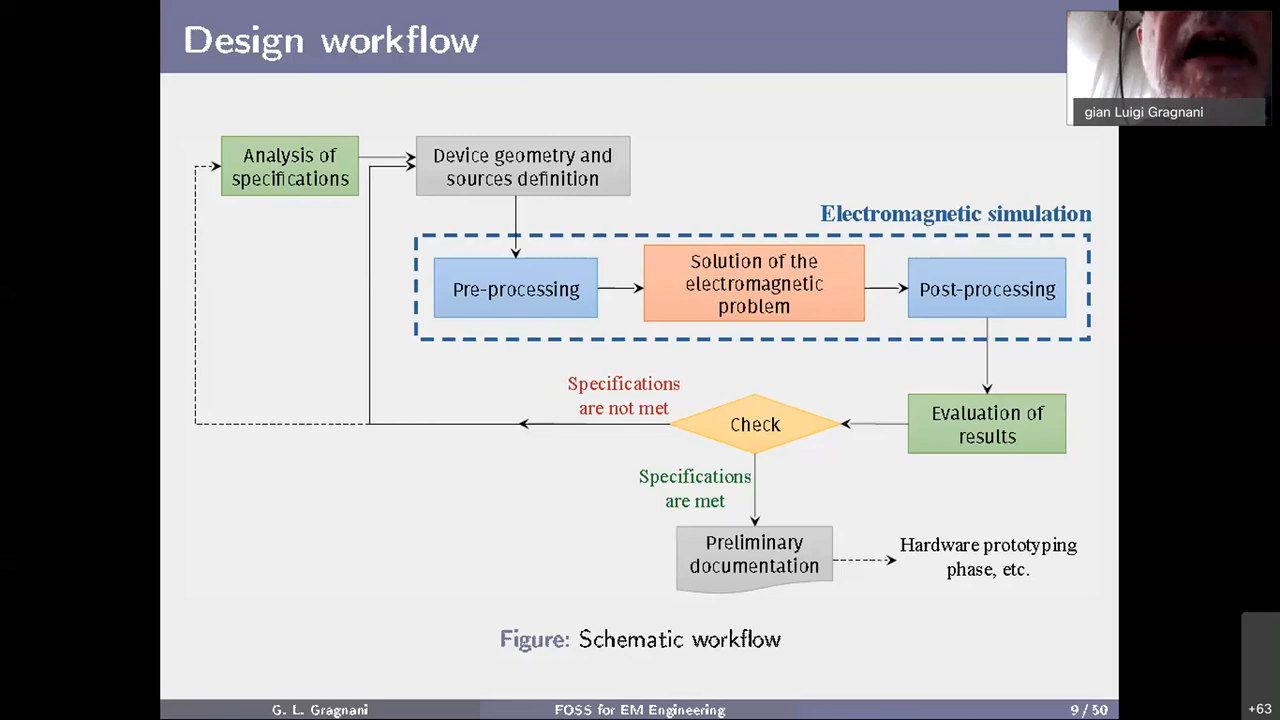 Design workflow
gian Luigi Gragnani
Analysis of
specifications
Device geometry and
sources definition
Electromagnetic simulation
Pre-processing
Solution of the
electromagnetic
problem
Post-processing
Specifications
are not met
Check
Evaluation of
results
Specifications
are met
Preliminary
documentation
Hardware prototyping
phase, etc.
Figure: Schematic workflow
G. L. Gragnani
FOSS for EM Engineering
9 / 50
+63